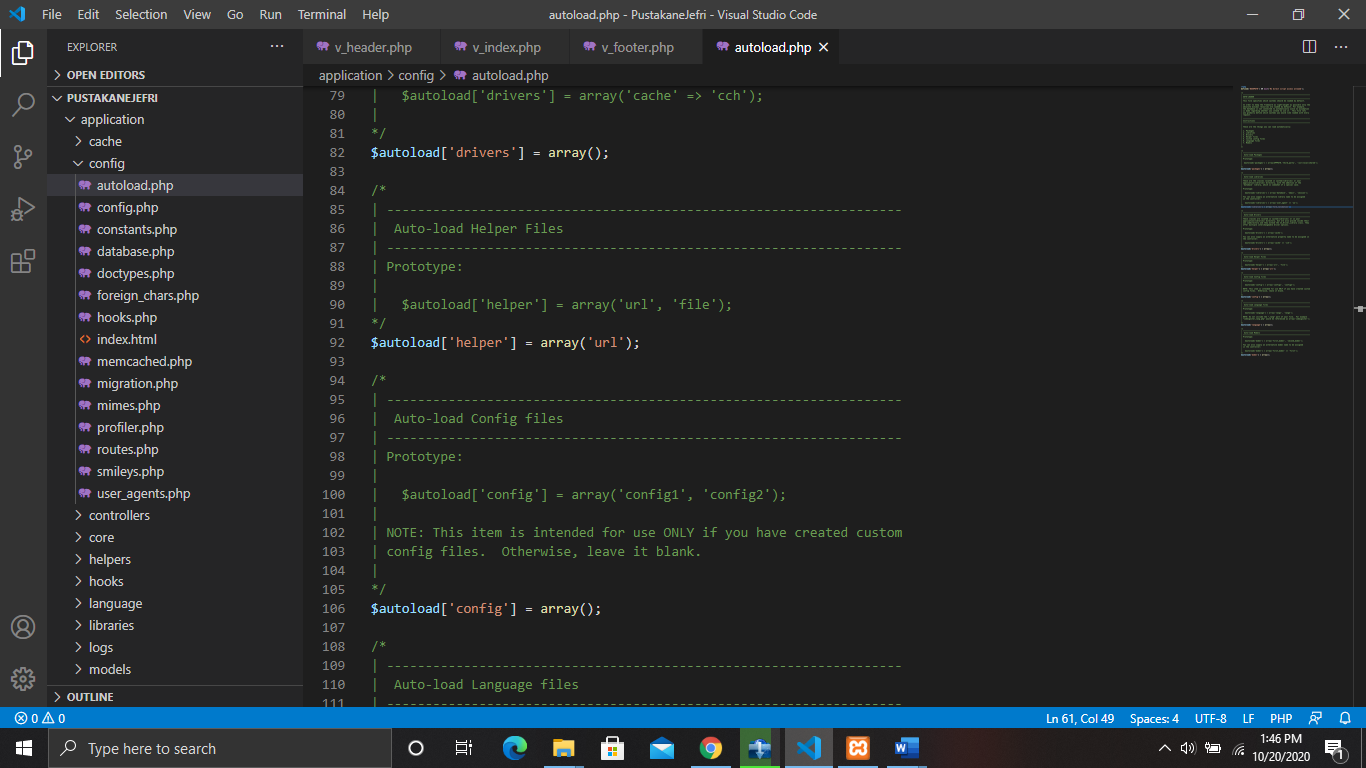 File Edit Selection View Go Run Terminal Help
autoload.php - PustakaneJefri - Visual Studio Code
EXPLORER
OPEN EDITORS
PUSTAKANEJEFRI
application
cache
config
autoload.php
config.php
constants.php
database.php
doctypes.php
foreign_chars.php
hooks.php
index.html
memcached.php
migration.php
mimes.php
profiler.php
routes.php
smileys.php
user_agents.php
controllers
core
helpers
hooks
language
libraries
logs
models
OUTLINE
v_header.php v_index.php v_footer.php autoload.php
application > config > autoload.php
79 | $autoload['drivers'] = array('cache' => 'cch');
80 |
81 */
82 $autoload['drivers'] = array();
83
84 /*
85 | -------------------------------------------------------------------
86 | Auto-load Helper Files
87 | -------------------------------------------------------------------
88 | Prototype:
89 |
90 | $autoload['helper'] = array('url', 'file');
91 */
92 $autoload['helper'] = array('url');
93
94 /*
95 | -------------------------------------------------------------------
96 | Auto-load Config files
97 | -------------------------------------------------------------------
98 | Prototype:
99 |
100 | $autoload['config'] = array('config1', 'config2');
101 |
102 | NOTE: This item is intended for use ONLY if you have created custom
103 | config files.  Otherwise, leave it blank.
104 |
105 */
106 $autoload['config'] = array();
107
108 /*
109 | -------------------------------------------------------------------
110 | Auto-load Language files
111 | -------------------------------------------------------------------
0 0
Ln 61, Col 49 Spaces: 4 UTF-8 LF PHP
Type here to search
W
1:46 PM
10/20/2020
1